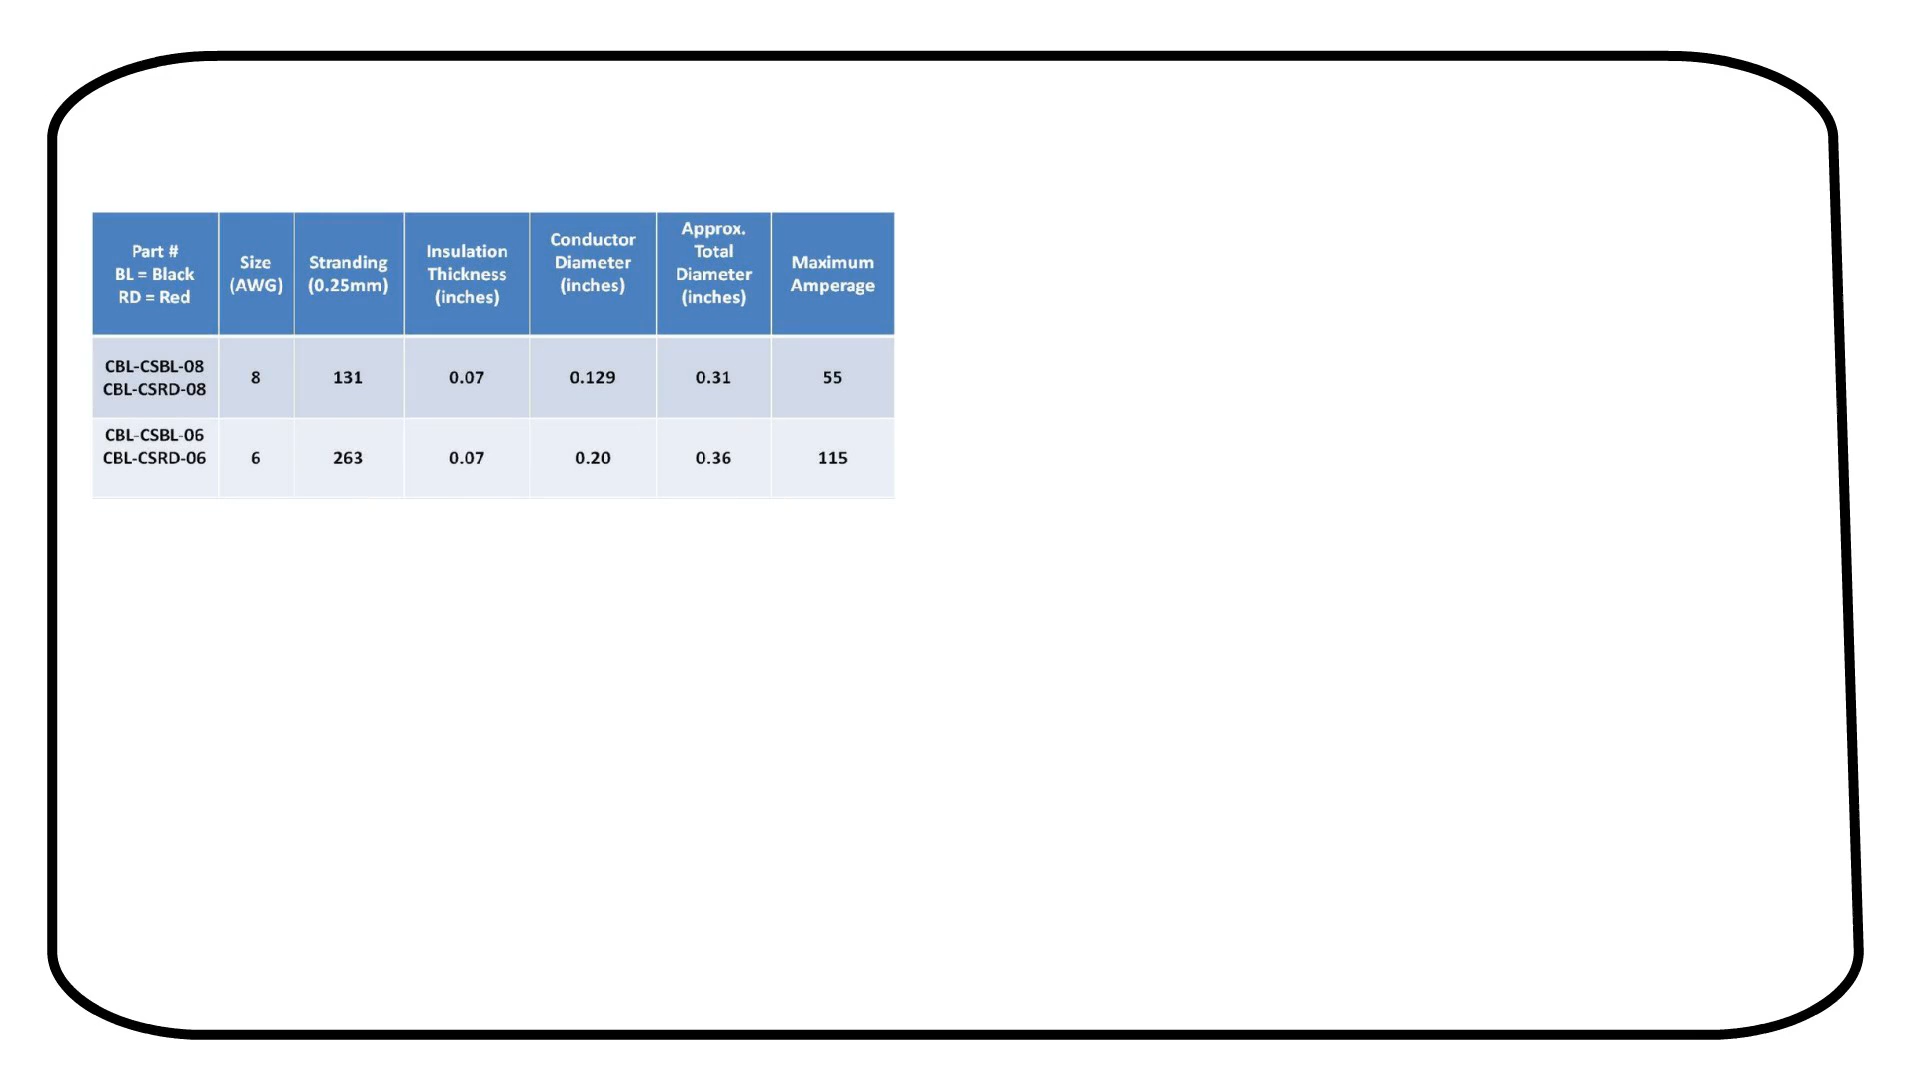 Part #
BL = Black
RD = Red
Size
(AWG)
Stranding
(0.25mm)
Insulation
Thickness
(inches)
Conductor
Diameter
(inches)
Approx.
Total
Diameter
(inches)
Maximum
Amperage
CBL-CSBL-08
CBL-CSRD-08
8
131
0.07
0.129
0.31
55
CBL-CSBL-06
CBL-CSRD-06
6
263
0.07
0.20
0.36
115